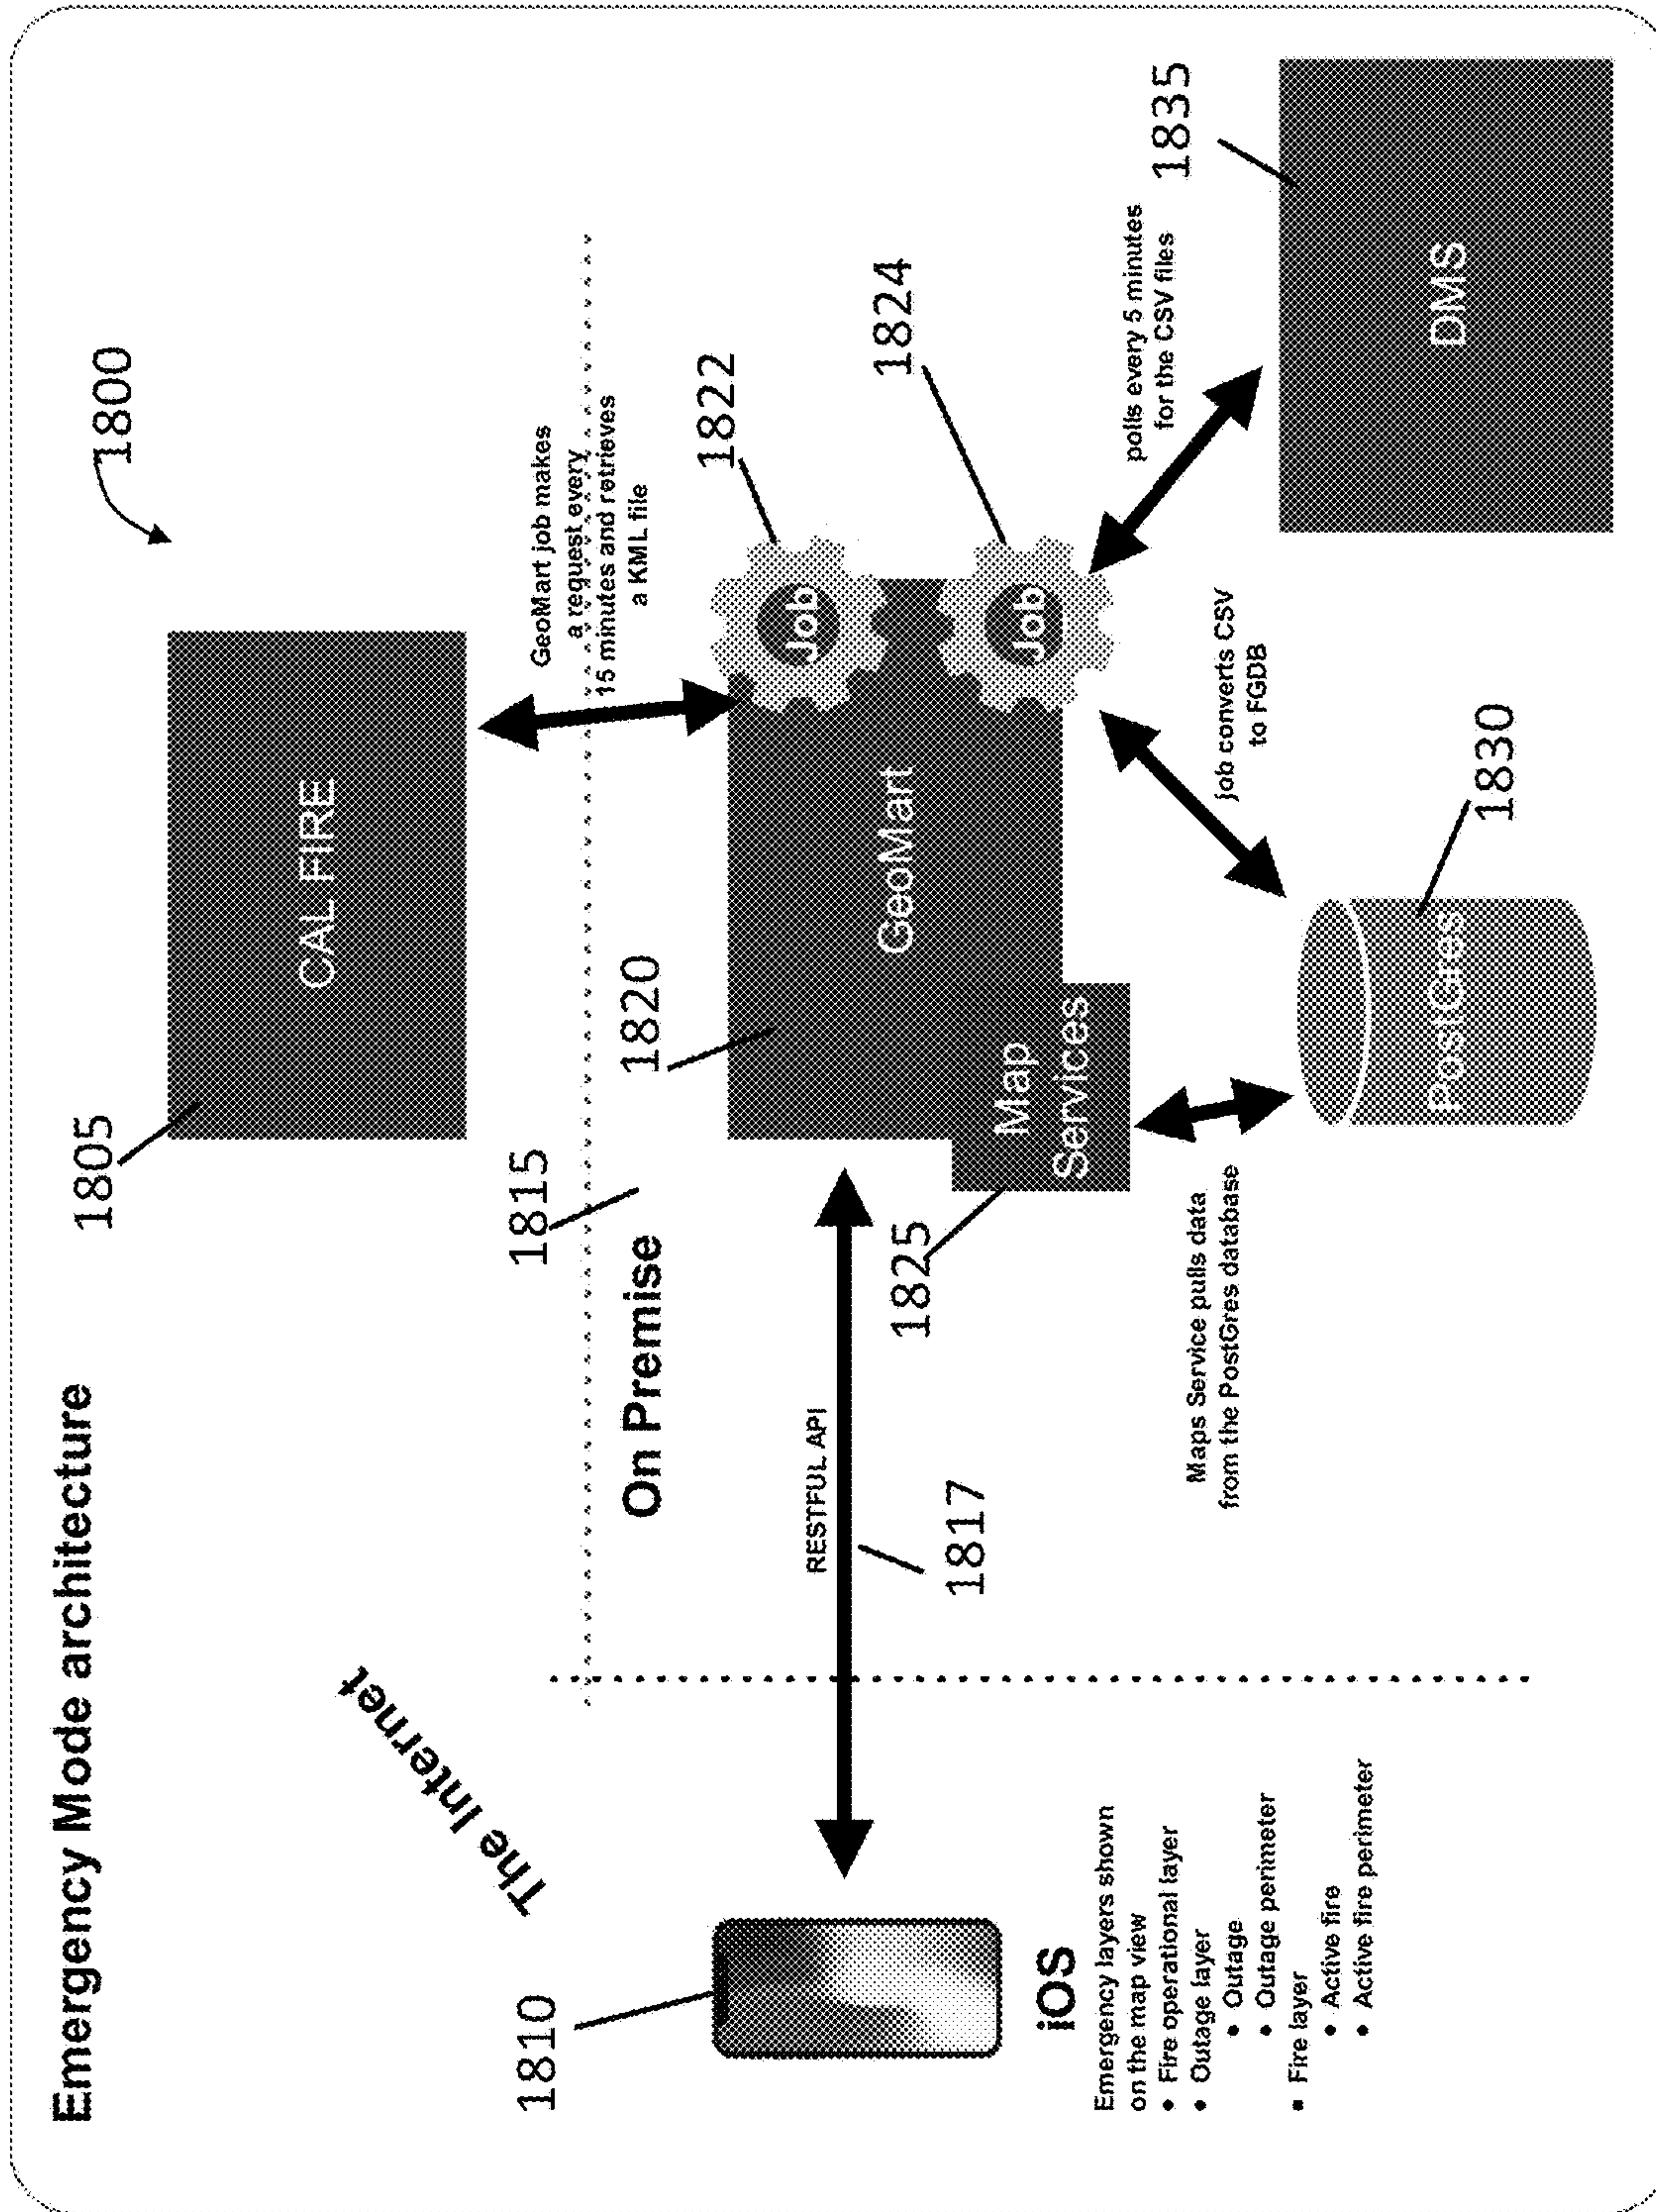 Emergency Mode architecture
1800
1805
CAL FIRE
The Internet
1815
On Premise
GeoMart job makes
a request every
15 minutes and retrieves
a KML file
1810
iOS
Emergency layers shown
on the map view
• Fire operational layer
• Outage layer
• Outage
• Outage perimeter
• Fire layer
• Active fire
• Active fire perimeter
RESTFUL API
1817
1820
GeoMart
1822
Job
1824
Job
1825
Map
Services
Maps Service pulls data
from the PostGres database
job converts CSV
to FGDB
polls every 5 minutes
for the CSV files
1830
PostGres
1835
DMS